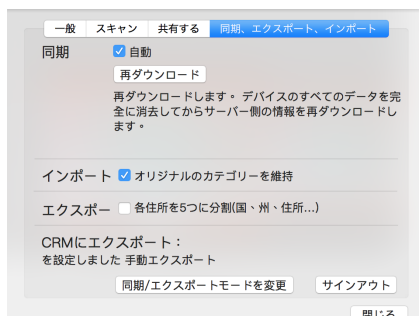 一般 スキャン 共有する 同期、エクスポート、インポート
同期 自動
再ダウンロード
再ダウンロードします。デバイスのすべてのデータを完
全に消去してからサーバー側の情報を再ダウンロードし
ます。
インポート オリジナルのカテゴリーを維持
エクスポー 各住所を5つに分割(国、州、住所...)
CRMにエクスポート：
を設定しました 手動エクスポート
同期/エクスポートモードを変更 サインアウト
閉じる